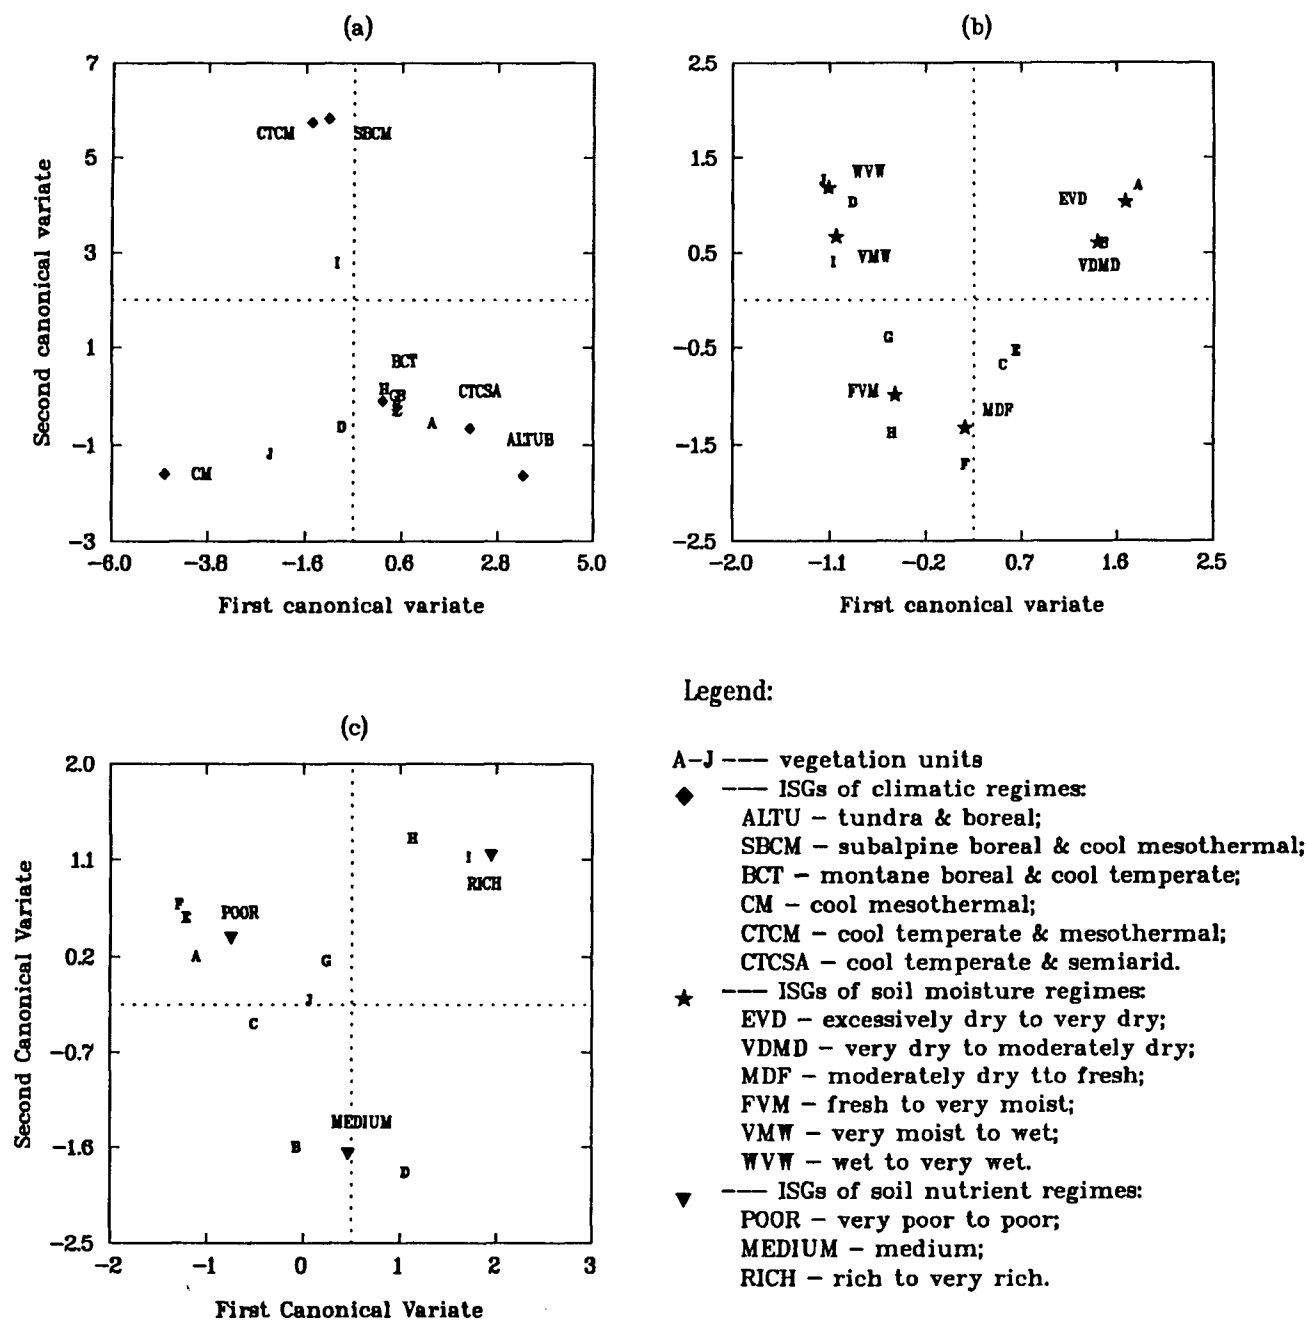 (a)
7
5
3
1
−1
−3
−6.0 −3.8 −1.6 0.6 2.8 5.0
Second canonical variate
First canonical variate
CTCM SBCM
I
BCT
H G B
CTCSA
D
A
ALTUB
J
CM
(b)
2.5
1.5
0.5
−0.5
−1.5
−2.5
−2.0 −1.1 −0.2 0.7 1.6 2.5
First canonical variate
J WVW
D
A
EVD
B
VMW
I
VDMD
G
E
C
FVM
MDF
H
F
(c)
2.0
1.1
0.2
−0.7
−1.6
−2.5
−2 −1 0 1 2 3
Second Canonical Variate
First Canonical Variate
H
I
RICH
F
E
POOR
A
G
J
C
MEDIUM
B
D
Legend:
A−J −−− vegetation units
−−− ISGs of climatic regimes:
ALTU − tundra & boreal;
SBCM − subalpine boreal & cool mesothermal;
BCT − montane boreal & cool temperate;
CM − cool mesothermal;
CTCM − cool temperate & mesothermal;
CTCSA − cool temperate & semiarid.
−−− ISGs of soil moisture regimes:
EVD − excessively dry to very dry;
VDMD − very dry to moderately dry;
MDF − moderately dry tto fresh;
FVM − fresh to very moist;
VMW − very moist to wet;
WVW − wet to very wet.
−−− ISGs of soil nutrient regimes:
POOR − very poor to poor;
MEDIUM − medium;
RICH − rich to very rich.